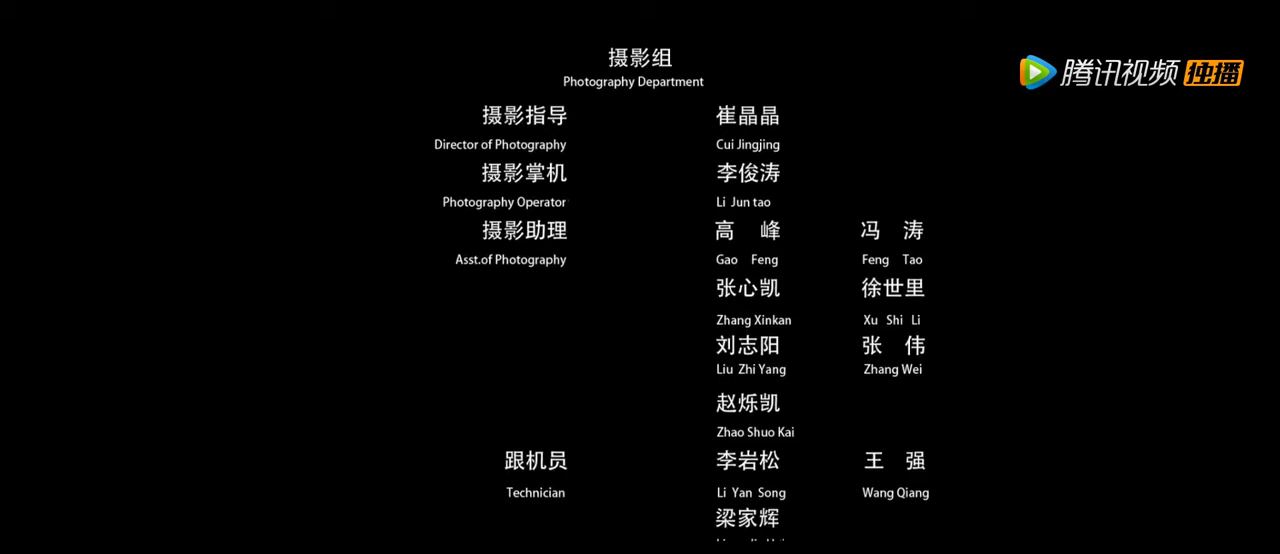 摄影组
腾讯视频 独播
Photography Department
摄影指导 崔晶晶
Director of Photography Cui Jingjing
摄影掌机 李俊涛
Photography Operator Li Jun tao
摄影助理 高 峰 冯 涛
Asst.of Photography Gao Feng Feng Tao
张心凯 徐世里
Zhang Xinkan Xu Shi Li
刘志阳 张 伟
Liu Zhi Yang Zhang Wei
赵烁凯
Zhao Shuo Kai
跟机员 李岩松 王 强
Technician Li Yan Song Wang Qiang
梁家辉